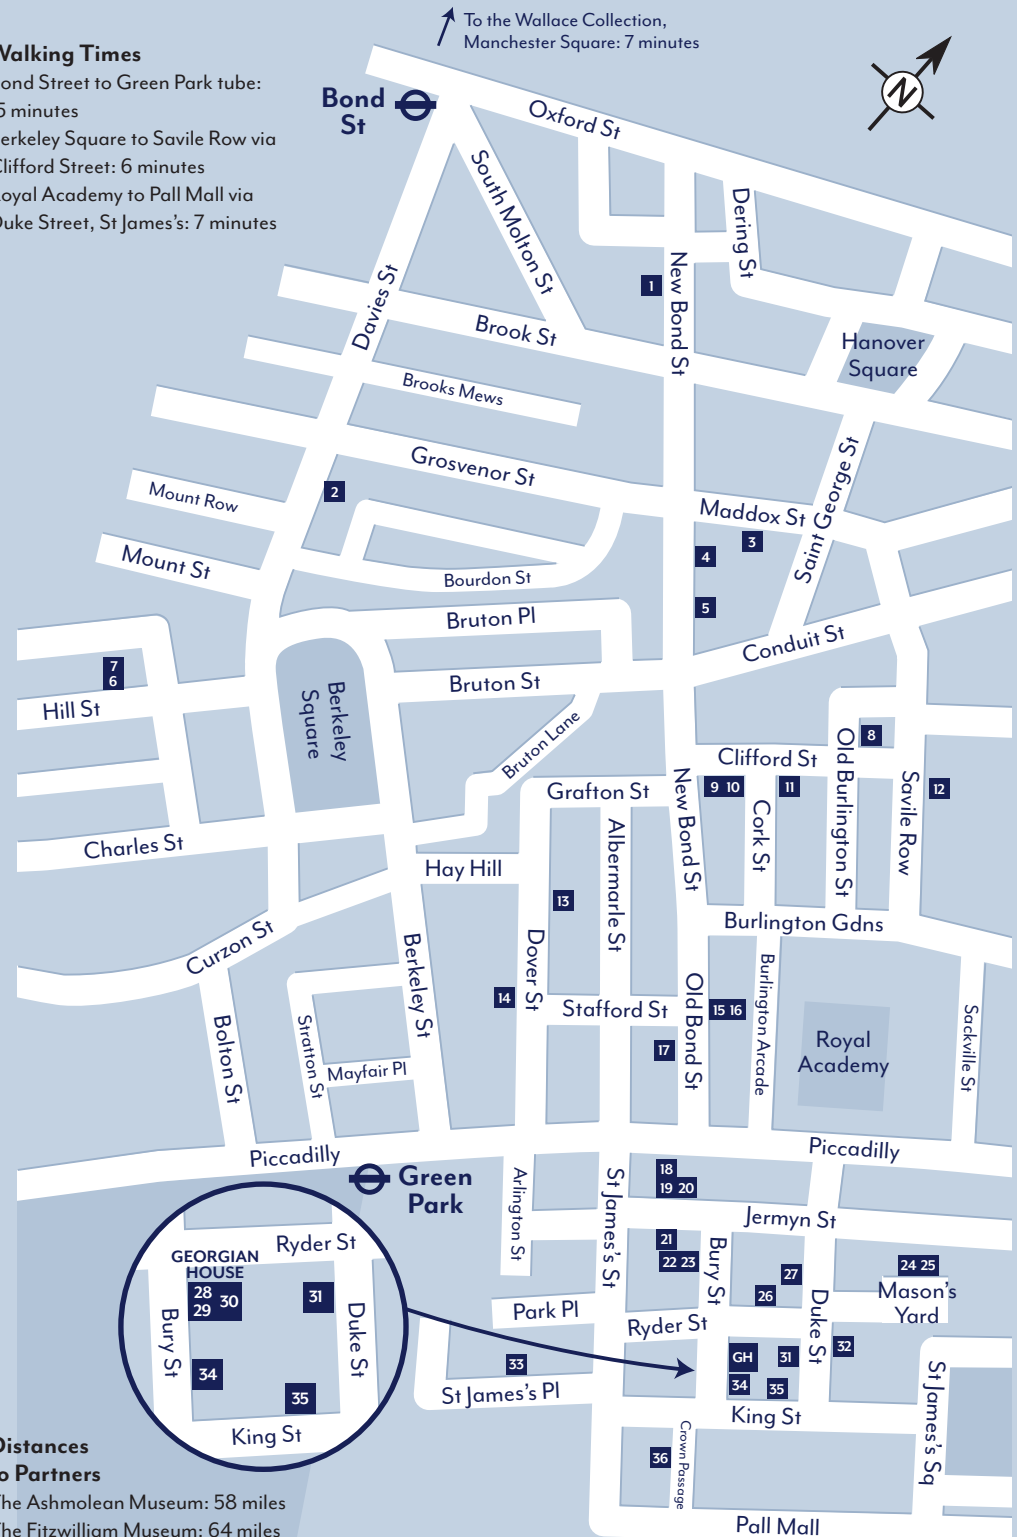 To the Wallace Collection,
Manchester Square: 7 minutes
Walking Times
ond Street to Green Park tube:
5 minutes
erkeley Square to Savile Row via
lifford Street: 6 minutes
oyal Academy to Pall Mall via
uke Street, St James's: 7 minutes
N
Bond
St
Oxford St
South Molton St
Dering St
New Bond St
1
Davies St
Brook St
Hanover
Square
Brooks Mews
Grosvenor St
Saint George St
2
Mount Row
Maddox St
3
4
Mount St
Bourdon St
5
Bruton Pl
Conduit St
7
6
Bruton St
Hill St
Berkeley
Square
Bruton Lane
Clifford St
Old Burlington St
8
Grafton St
New Bond St
9 10
11
Cork St
Savile Row
12
Charles St
Albermarle St
Hay Hill
13
Burlington Gdns
Curzon St
Berkeley St
Dover St
14
Stafford St
Old Bond St
15 16
Burlington Arcade
Royal
Academy
Sackville St
Bolton St
Stratton St
Mayfair Pl
17
Piccadilly
Piccadilly
Green
Park
Arlington St
St James's St
18
19 20
Jermyn St
21
22 23
Bury St
27
26
Duke St
24 25
Mason's
Yard
Ryder St
GEORGIAN
HOUSE
28
29
30
31
Bury St
Duke St
34
35
King St
Park Pl
Ryder St
33
St James's Pl
GH
31
32
34
35
King St
St James's Sq
36
Crown Passage
Pall Mall
Distances
o Partners
he Ashmolean Museum: 58 miles
he Fitzwilliam Museum: 64 miles